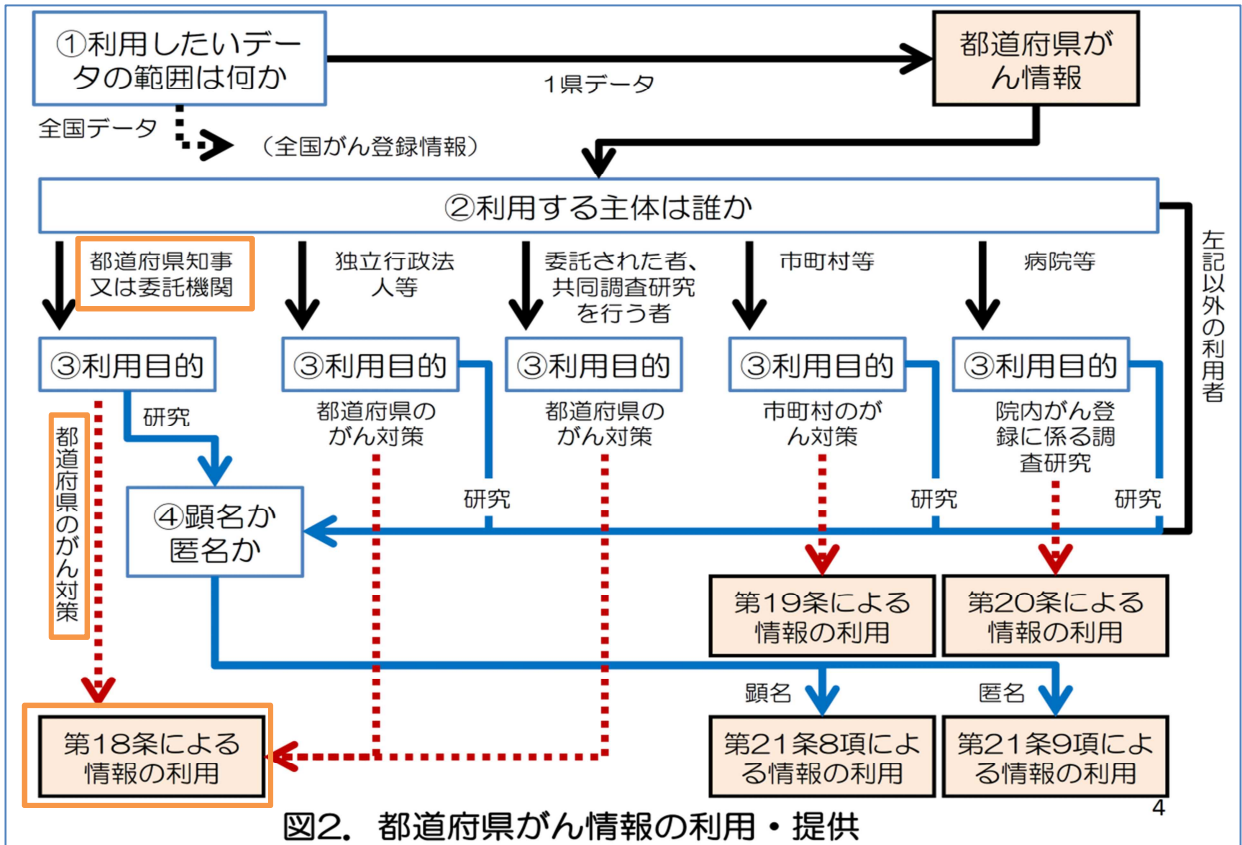 ①利用したいデー
タの範囲は何か
都道府県が
ん情報
1県データ
全国データ
（全国がん登録情報）
②利用する主体は誰か
都道府県知事
又は委託機関
独立行政法
人等
委託された者、
共同調査研究
を行う者
市町村等
病院等
左記以外の利用者
③利用目的
③利用目的
③利用目的
③利用目的
③利用目的
研究
都道府県のがん対策
都道府県の
がん対策
都道府県の
がん対策
市町村のが
ん対策
院内がん登
録に係る調
査研究
④顕名か
匿名か
研究
研究
研究
第19条による
情報の利用
第20条による
情報の利用
顕名
匿名
第18条による
情報の利用
第21条8項によ
る情報の利用
第21条9項によ
る情報の利用
4
図2．都道府県がん情報の利用・提供